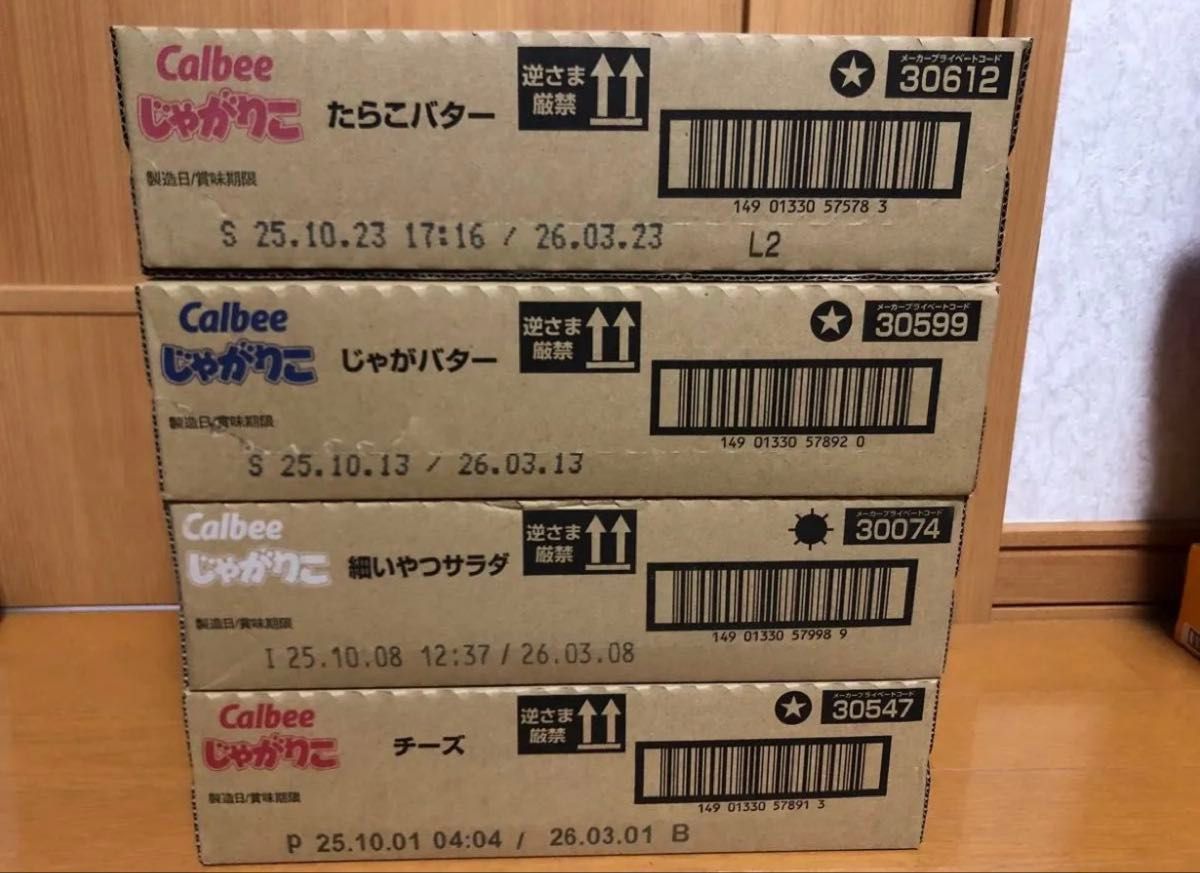 Calbee
じゃがりこ
たらこバター
逆さま
厳禁
メーカープライベートコード
30612
149 01330 57578 3
製造日/賞味期限
S 25.10.23 17:16 / 26.03.23
L2
Calbee
じゃがりこ
じゃがバター
逆さま
厳禁
メーカープライベートコード
30599
149 01330 57892 0
製造日/賞味期限
S 25.10.13 / 26.03.13
Calbee
じゃがりこ
細いやつサラダ
逆さま
厳禁
メーカープライベートコード
30074
149 01330 57998 9
製造日/賞味期限
I 25.10.08 12:37 / 26.03.08
Calbee
じゃがりこ
チーズ
逆さま
厳禁
メーカープライベートコード
30547
149 01330 57891 3
製造日/賞味期限
P 25.10.01 04:04 / 26.03.01 B